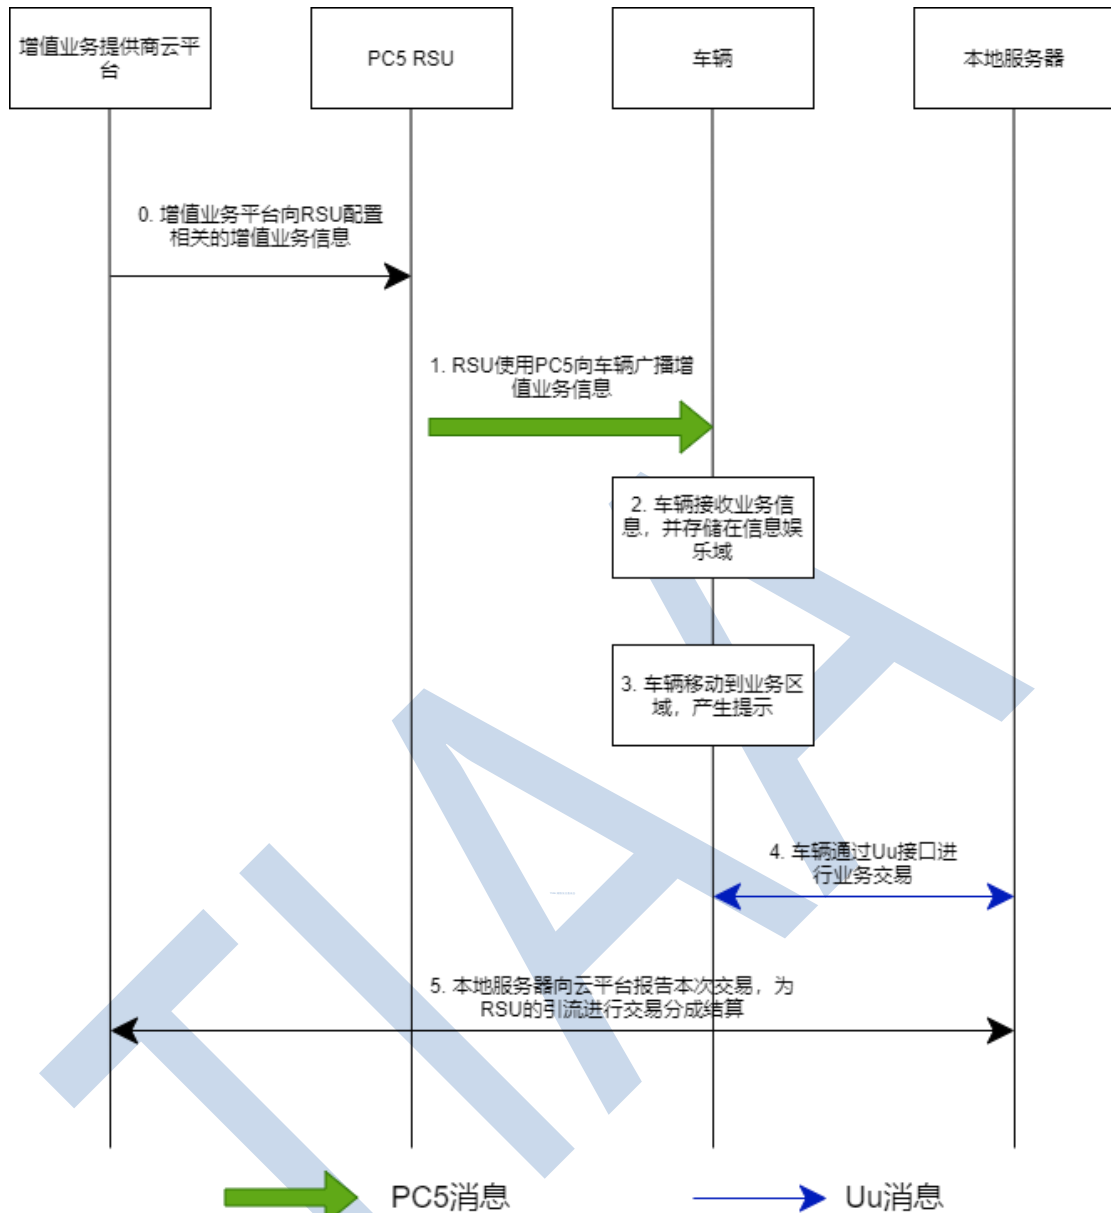 增值业务提供商云平
台
PC5 RSU
车辆
本地服务器
0. 增值业务平台向RSU配置
相关的增值业务信息
1. RSU使用PC5向车辆广播增
值业务信息
2. 车辆接收业务信
息，并存储在信息娱
乐域
3. 车辆移动到业务区
域，产生提示
4. 车辆通过Uu接口进
行业务交易
5. 本地服务器向云平台报告本次交易，为
RSU的引流进行交易分成结算
PC5消息
Uu消息
TIAA